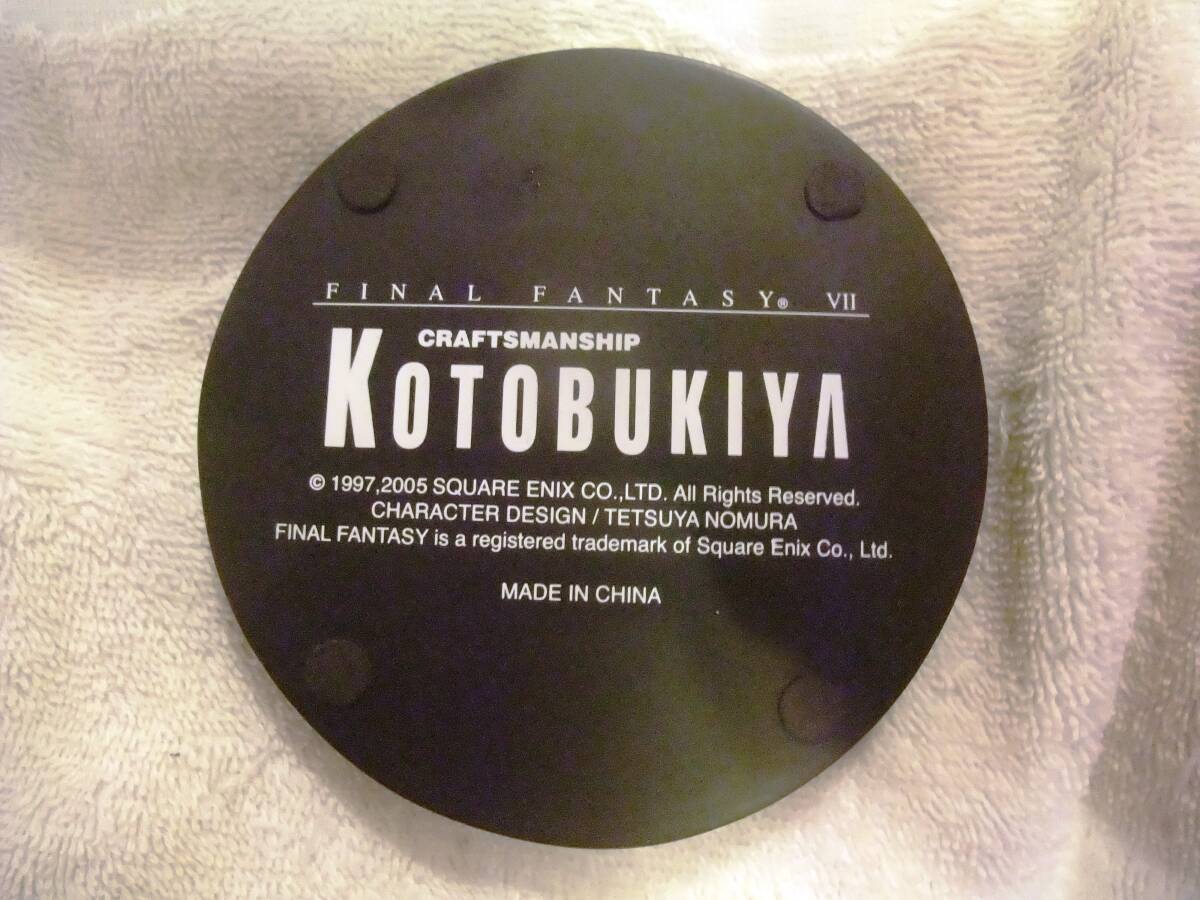 FINAL FANTASY® VII
CRAFTSMANSHIP
KOTOBUKIYA
© 1997,2005 SQUARE ENIX CO.,LTD. All Rights Reserved.
CHARACTER DESIGN / TETSUYA NOMURA
FINAL FANTASY is a registered trademark of Square Enix Co., Ltd.
MADE IN CHINA